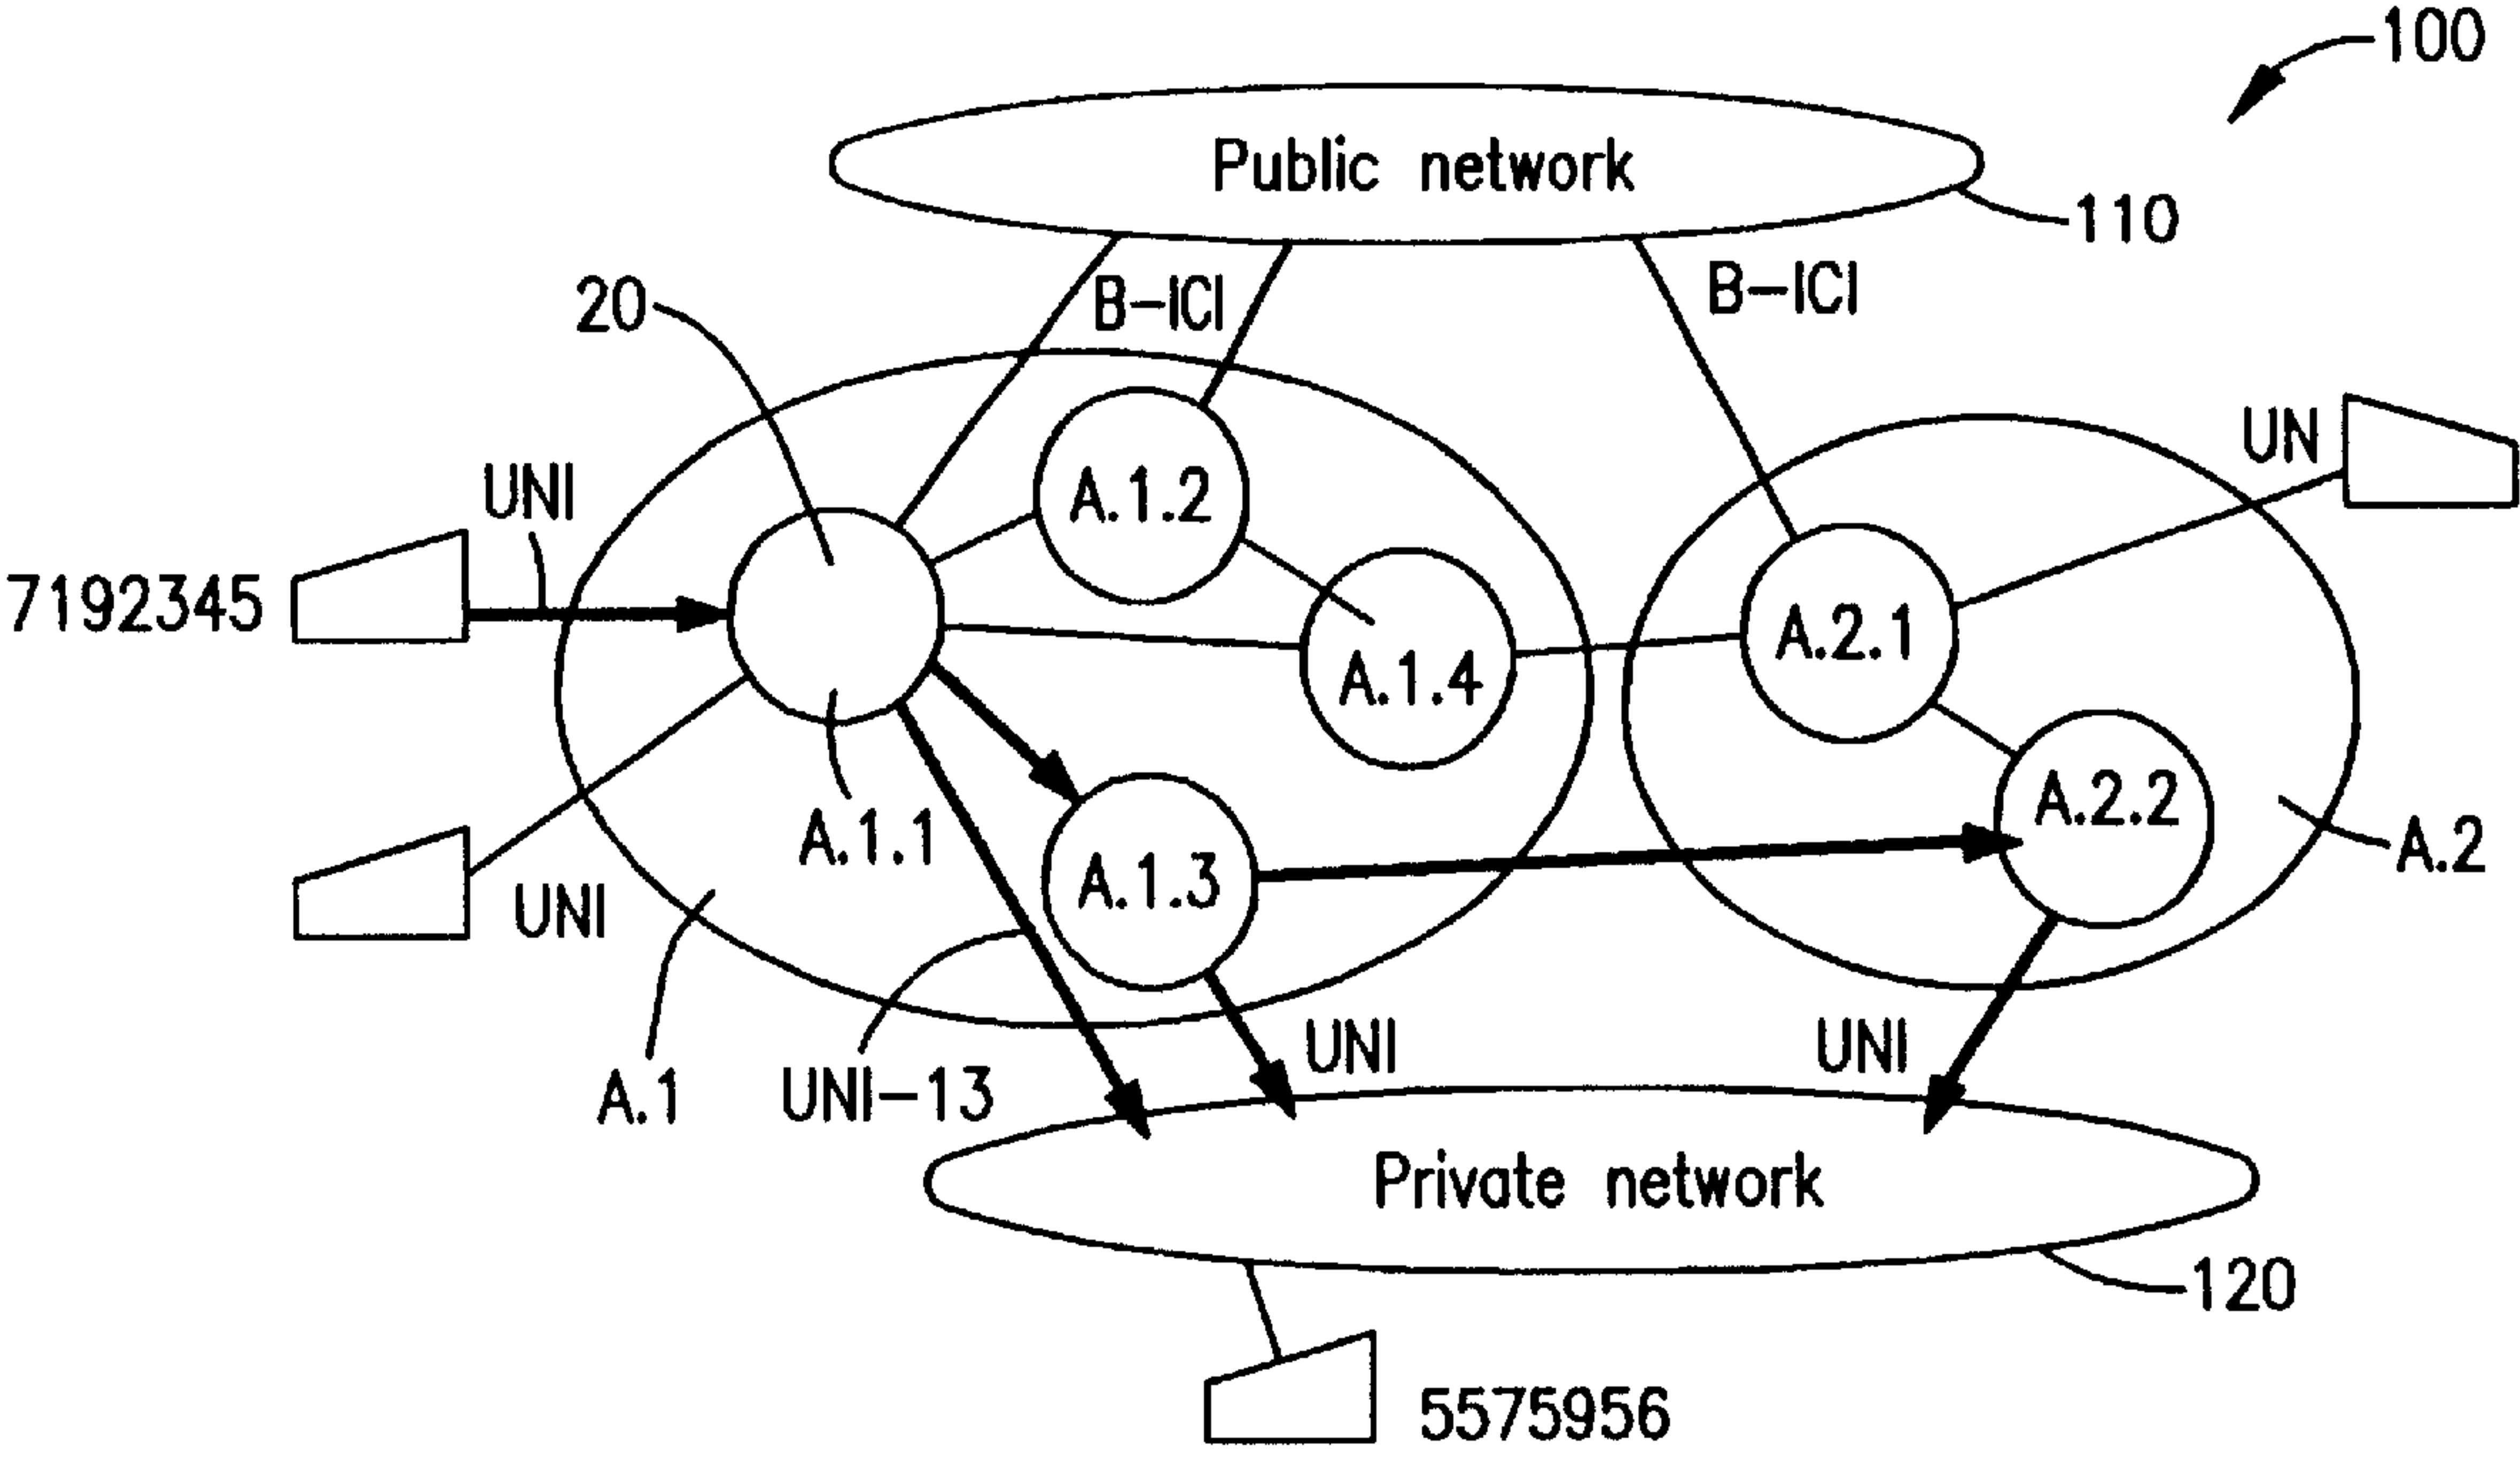 100
Public network
110
20
B-ICI
B-ICI
UNI
A.1.2
UN
7192345
A.1.4
A.2.1
A.1.1
A.2.2
A.2
UNI
A.1.3
A.1
UNI-13
UNI
UNI
Private network
120
5575956